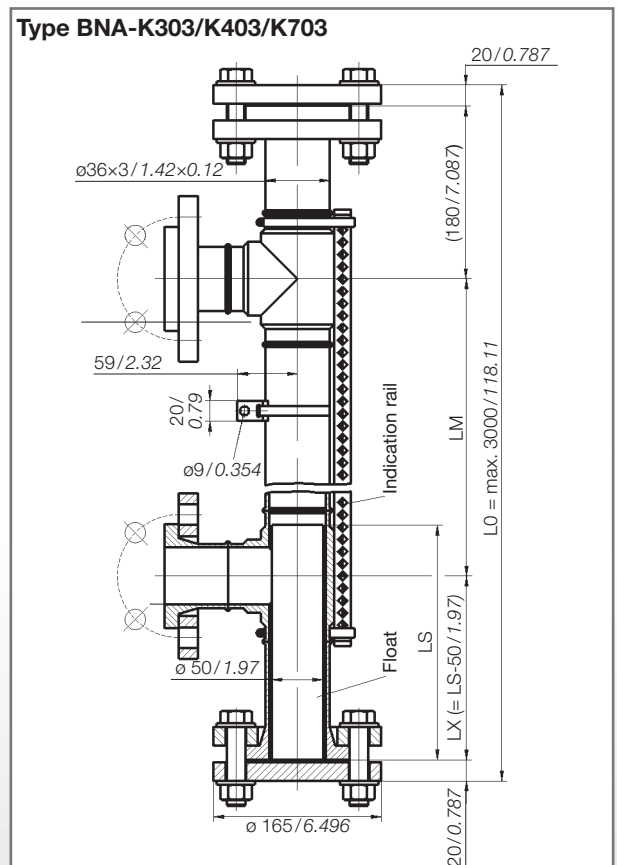 Type BNA-K303/K403/K703
20/0.787
ø36×3/1.42×0.12
(180/7.087)
59/2.32
20/
0.79
ø9/0.354
Indication rail
LM
L0 = max. 3000/118.11
LS
LX (= LS-50/1.97)
Float
ø 50/1.97
ø 165/6.496
20/0.787